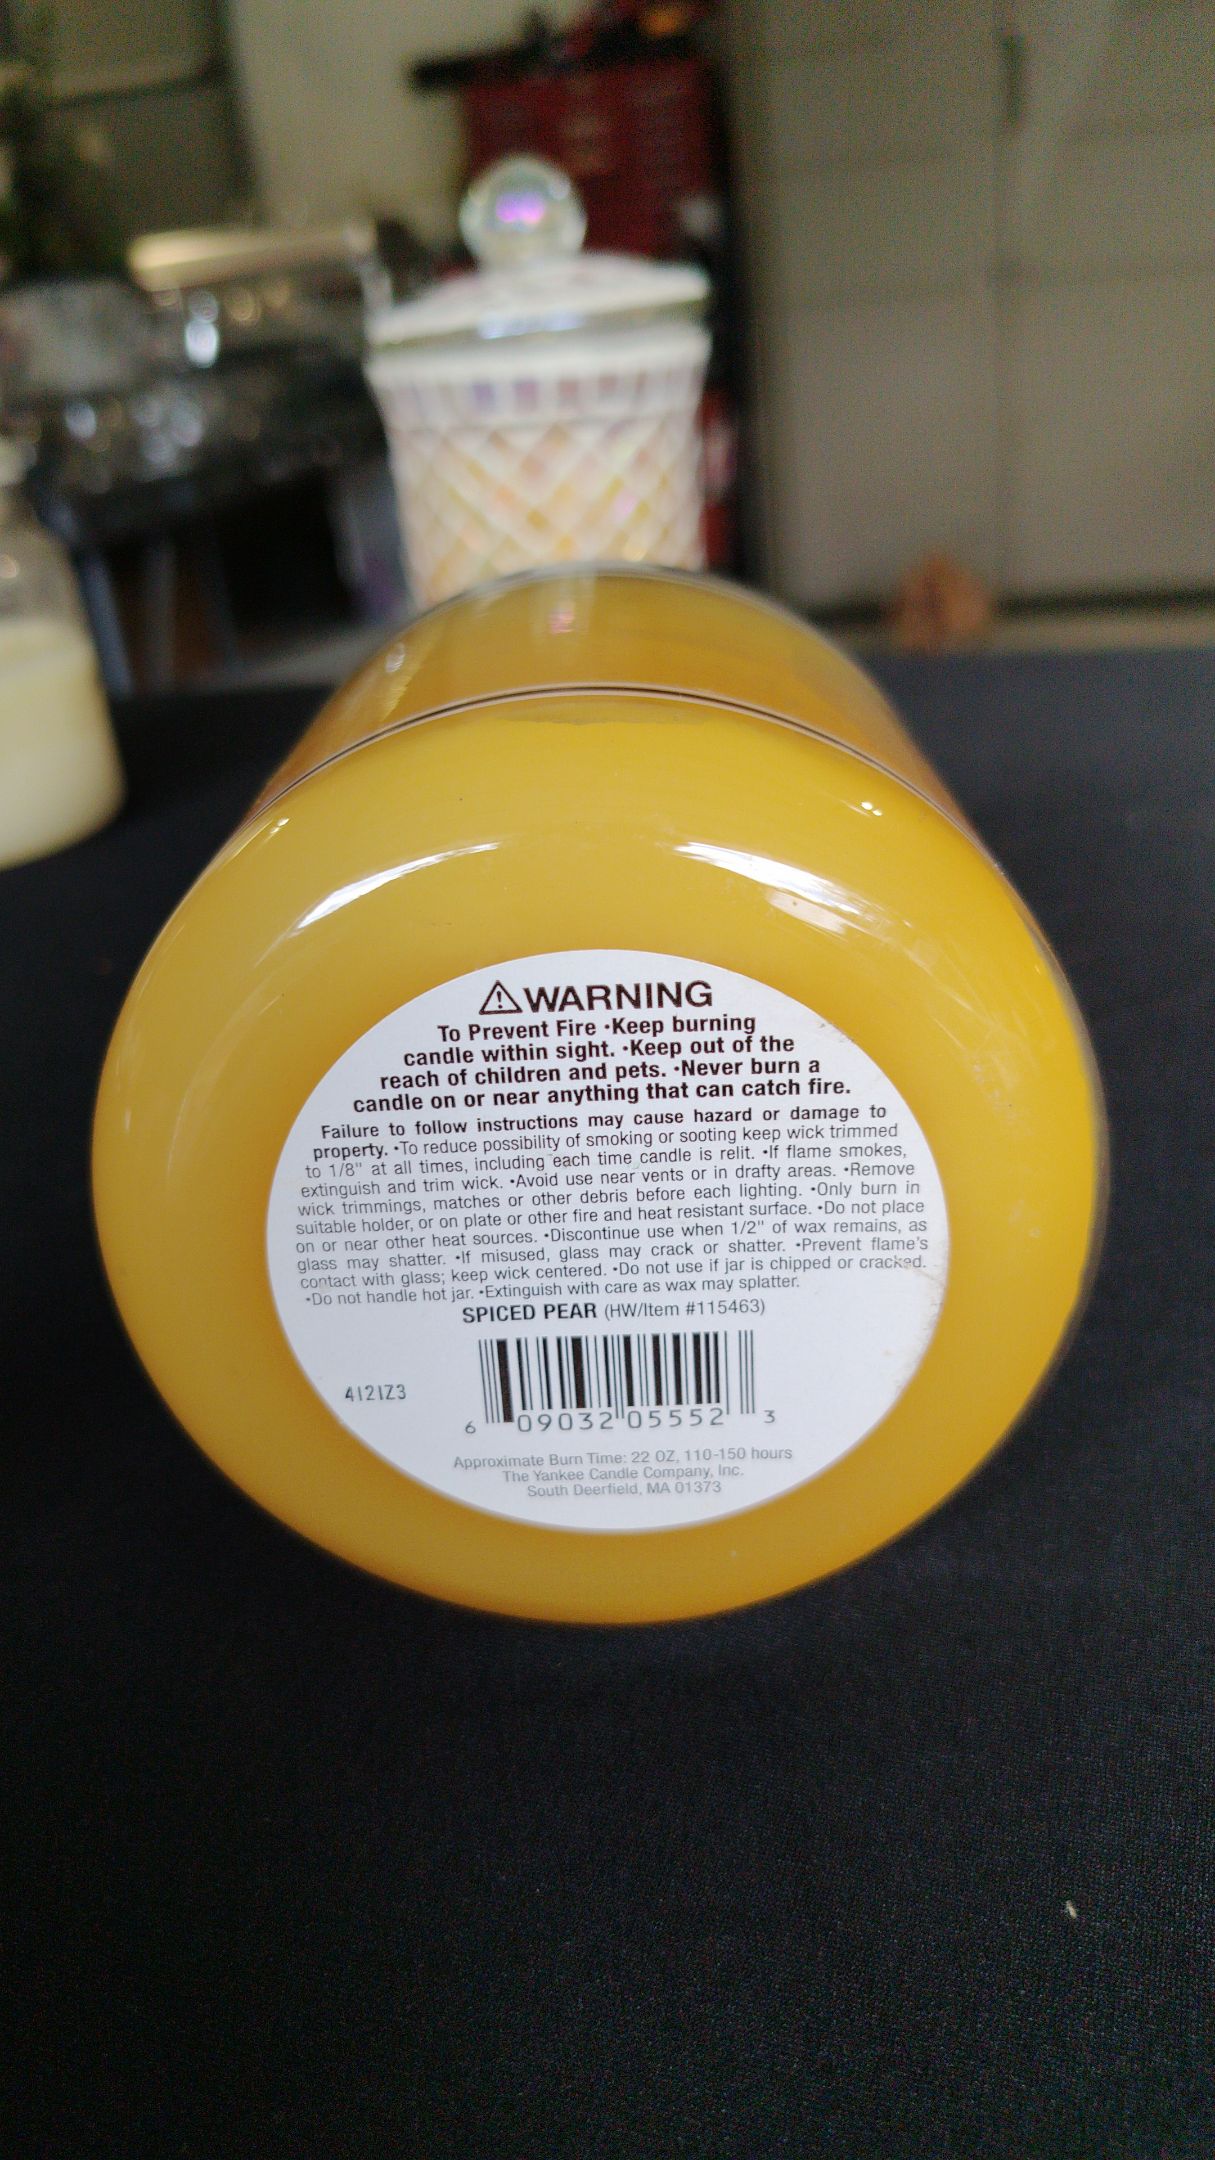 ⚠WARNING
To Prevent Fire •Keep burning
candle within sight. •Keep out of the
reach of children and pets. •Never burn a
candle on or near anything that can catch fire.
Failure to follow instructions may cause hazard or damage to
property. •To reduce possibility of smoking or sooting keep wick trimmed
to 1/8" at all times, including each time candle is relit. •If flame smokes,
extinguish and trim wick. •Avoid use near vents or in drafty areas. •Remove
wick trimmings, matches or other debris before each lighting. •Only burn in
suitable holder, or on plate or other fire and heat resistant surface. •Do not place
on or near other heat sources. •Discontinue use when 1/2" of wax remains, as
glass may shatter. •If misused, glass may crack or shatter. •Prevent flame's
contact with glass; keep wick centered. •Do not use if jar is chipped or cracked.
•Do not handle hot jar. •Extinguish with care as wax may splatter.
SPICED PEAR (HW/Item #115463)
4121Z3
6 09032 05552 3
Approximate Burn Time: 22 OZ, 110-150 hours
The Yankee Candle Company, Inc.
South Deerfield, MA 01373